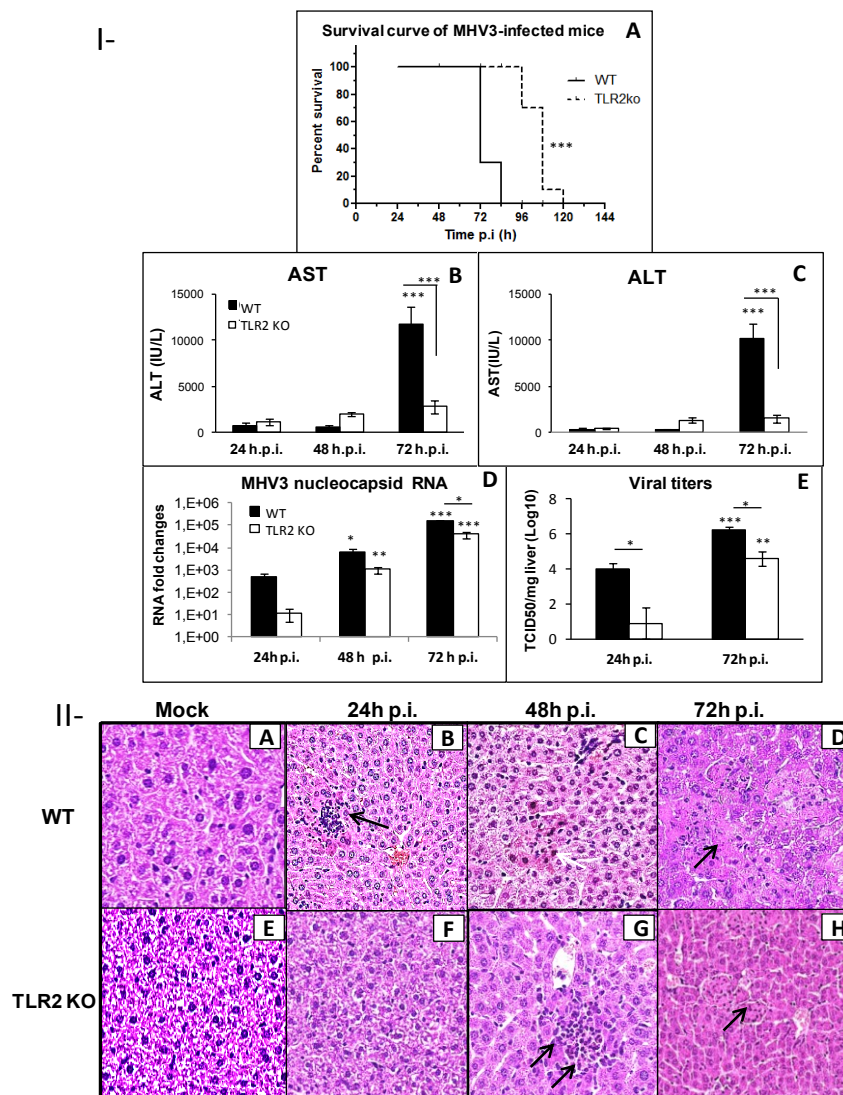 I-
Survival curve of MHV3-infected mice
A
Percent survival
100
80
60
40
20
0
WT
TLR2ko
***
0 24 48 72 96 120 144
Time p.i (h)
AST
B
ALT (IU/L)
15000
10000
5000
0
WT
TLR2 KO
***
***
24 h.p.i. 48 h.p.i. 72 h p.i.
ALT
C
AST(IU/L)
15000
10000
5000
0
***
***
24 h.p.i. 48 h.p.i. 72 h p.i.
MHV3 nucleocapsid RNA
D
RNA fold changes
1,E+06
1,E+05
1,E+04
1,E+03
1,E+02
1,E+01
1,E+00
WT
TLR2 KO
* ** * *** ***
24h p.i. 48 h p.i. 72 h p.i.
Viral titers
E
TCID50/mg liver (Log10)
8
6
4
2
0
* * *** **
24h p.i. 72h p.i.
II-
Mock 24h p.i. 48h p.i. 72h p.i.
WT
A B C D
TLR2 KO
E F G H